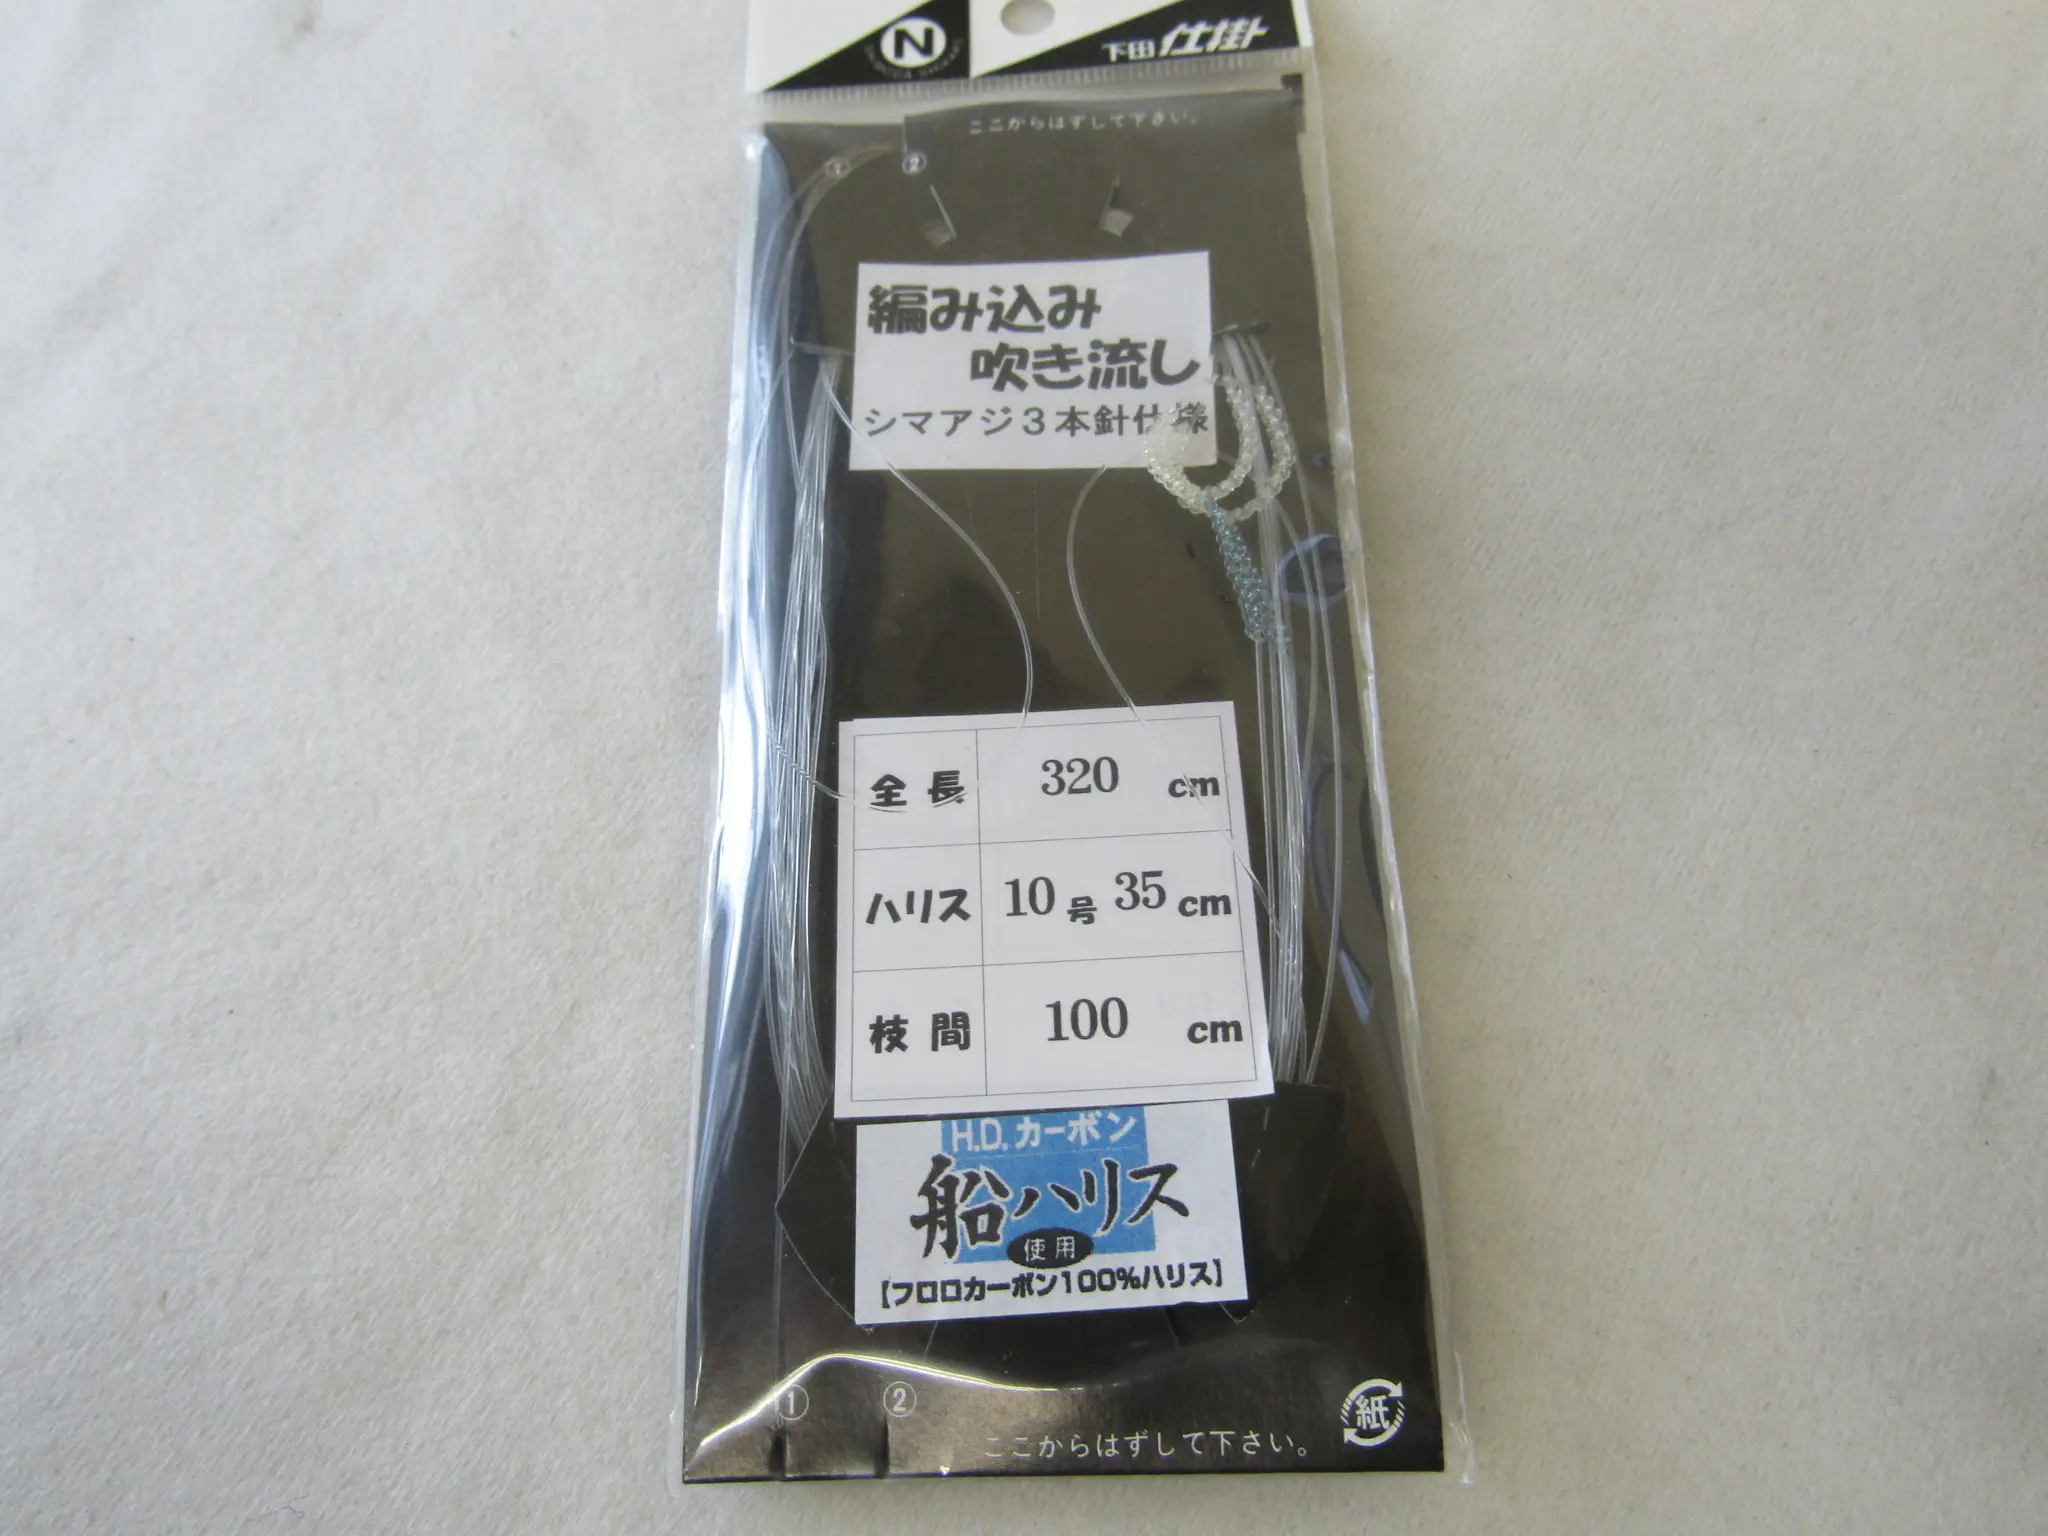 N
下田 仕掛
ここからはずして下さい。
① ②
編み込み
吹き流し
シマアジ3本針仕様
全長 320 cm
ハリス 10号 35cm
枝間 100 cm
H.D.カーボン
船ハリス
使用
【フロロカーボン100%ハリス】
① ②
ここからはずして下さい。
紙